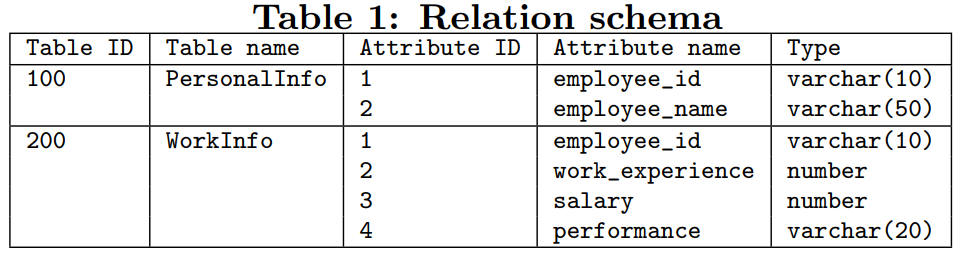 Table 1: Relation schema
Table ID Table name Attribute ID Attribute name Type
100 PersonalInfo 1 employee_id varchar(10)
2 employee_name varchar(50)
200 WorkInfo 1 employee_id varchar(10)
2 work_experience number
3 salary number
4 performance varchar(20)